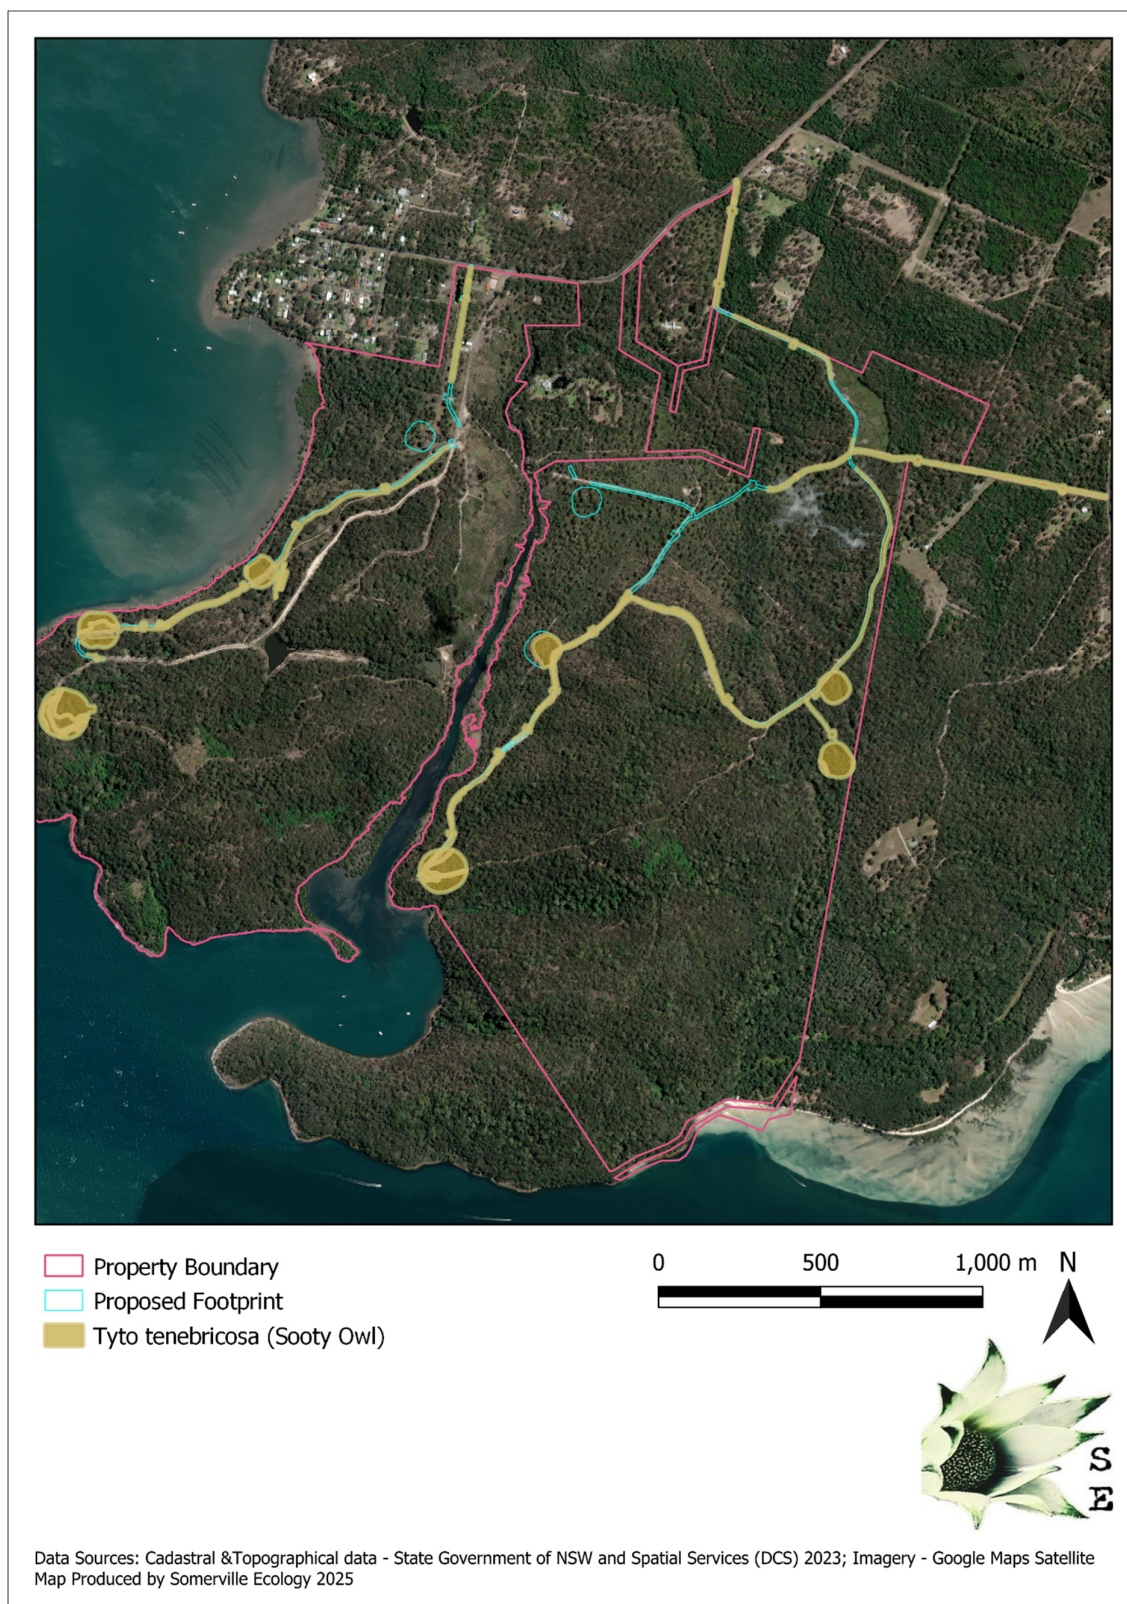 Property Boundary
Proposed Footprint
Tyto tenebricosa (Sooty Owl)
0 500 1,000 m N
S
E
Data Sources: Cadastral &Topographical data - State Government of NSW and Spatial Services (DCS) 2023; Imagery - Google Maps Satellite
Map Produced by Somerville Ecology 2025